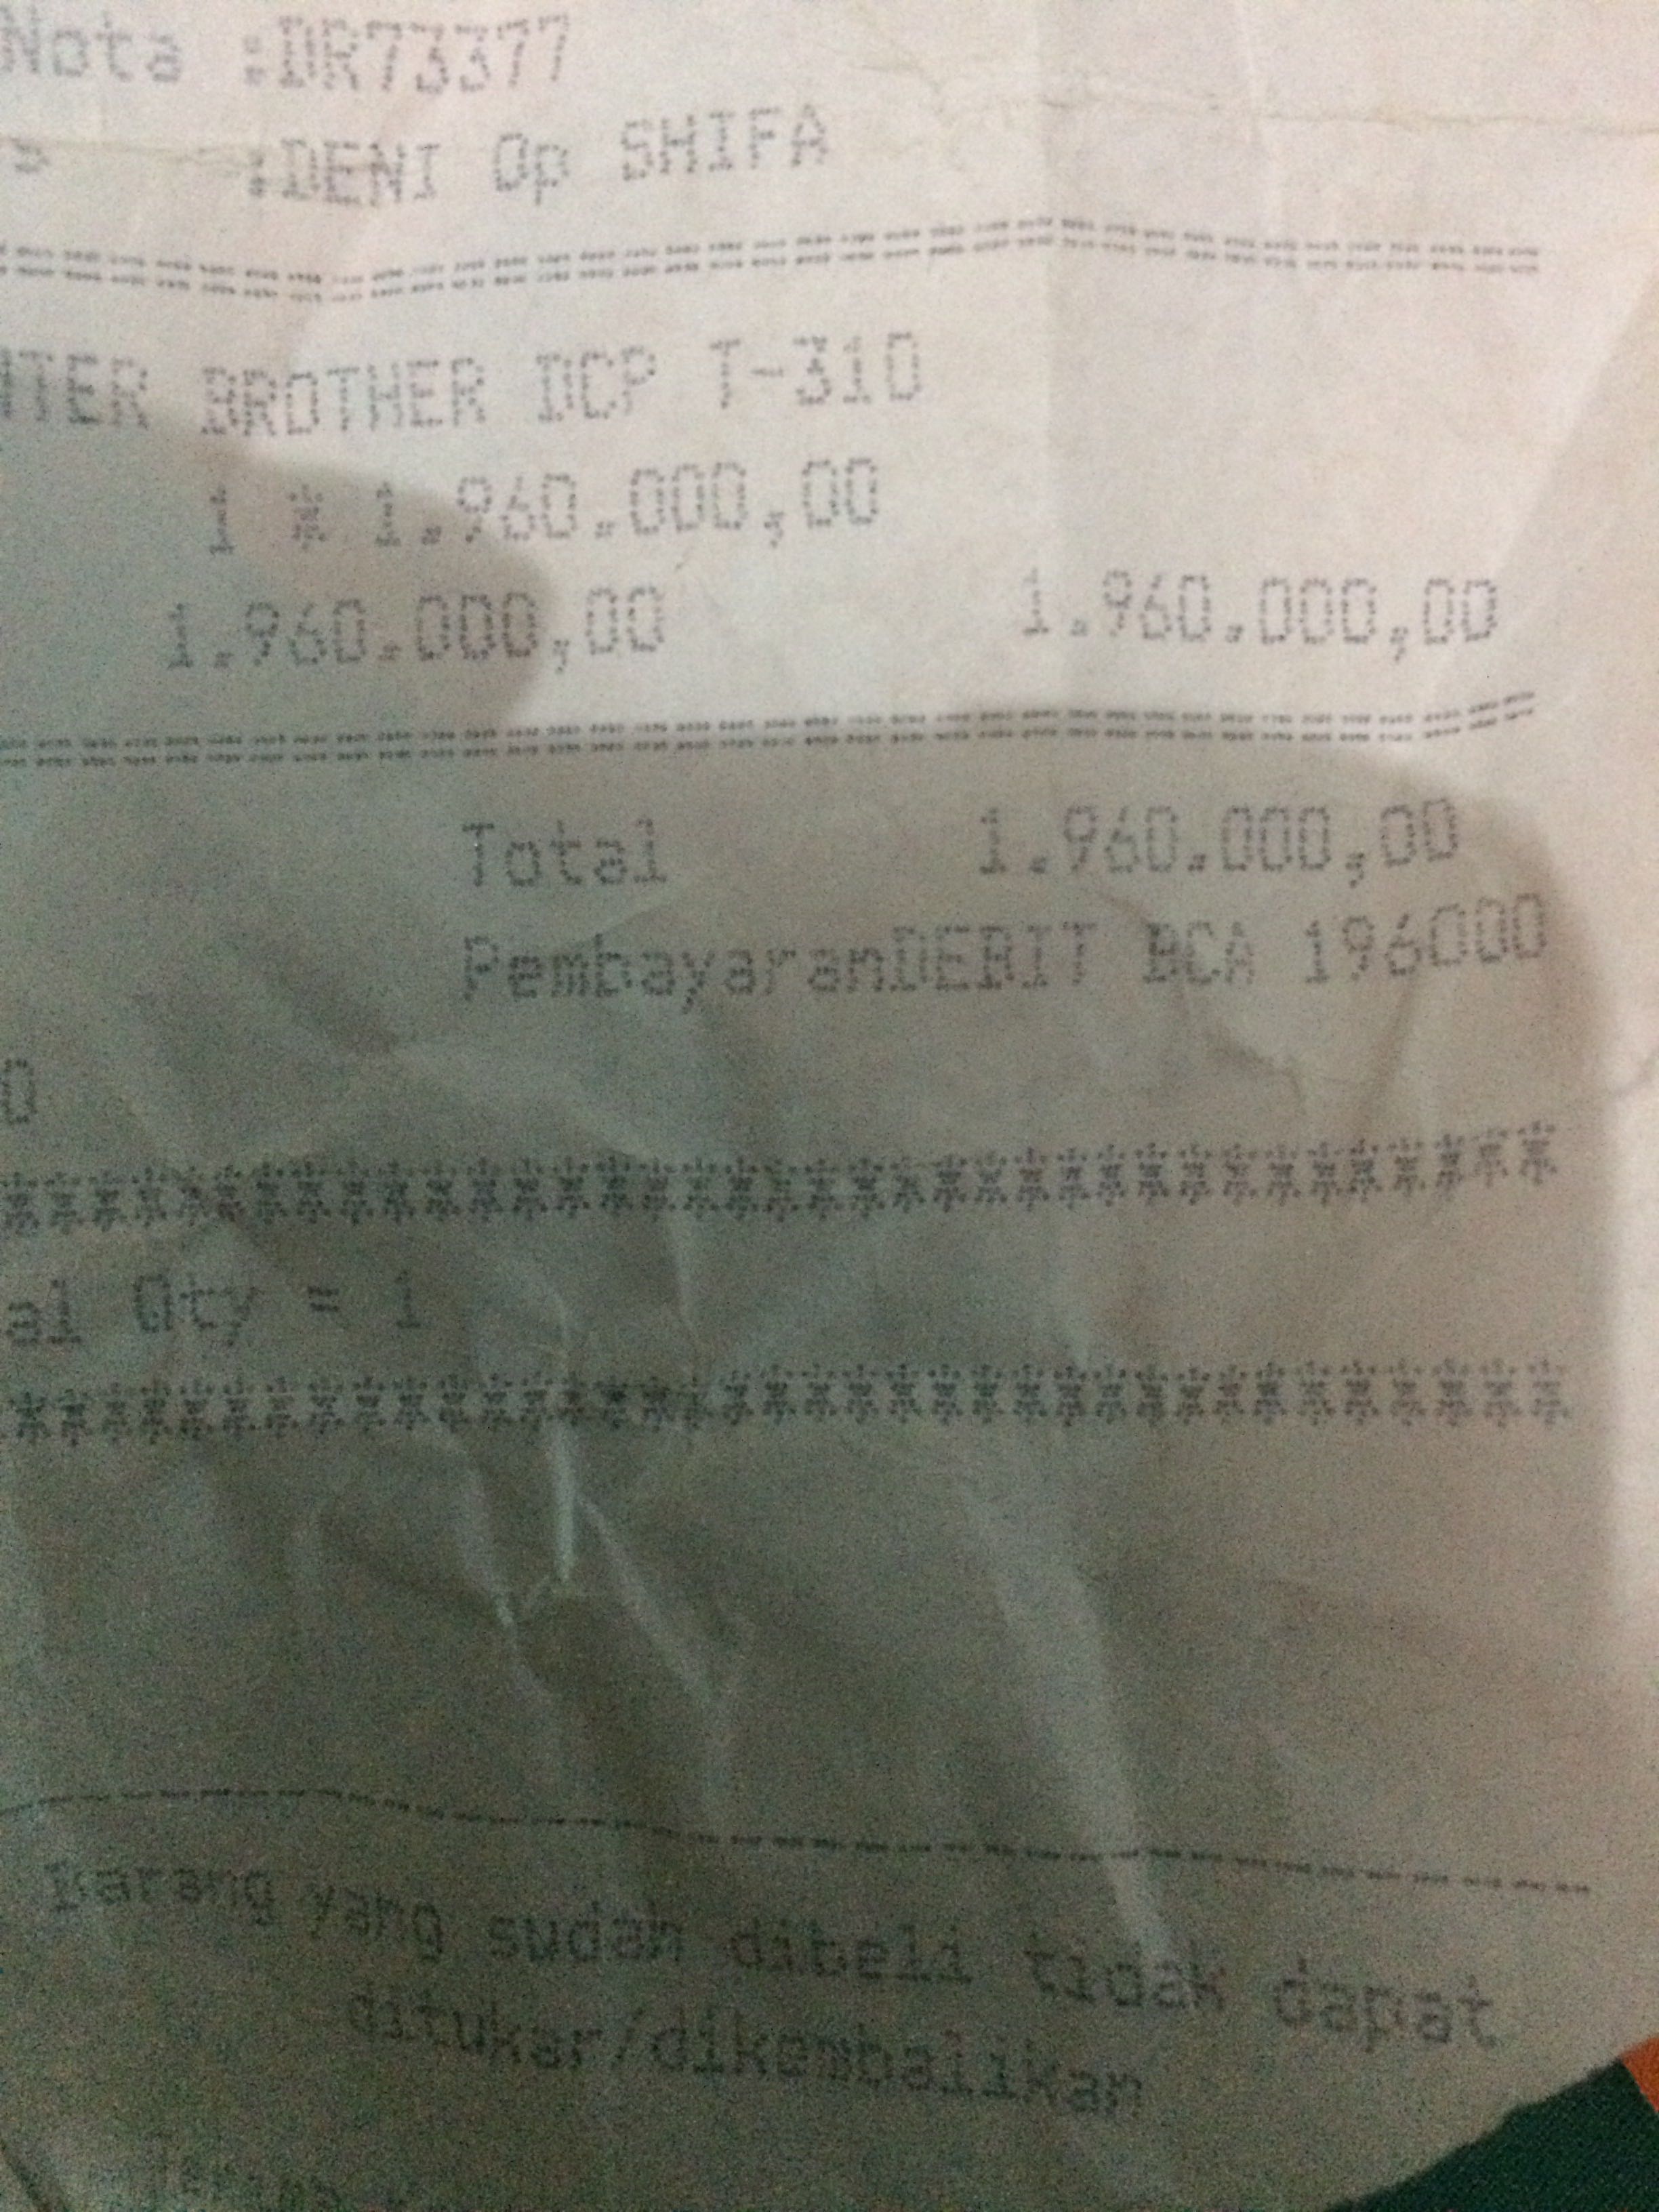 Nota :DR73377
:DENI Op SHIFA
NTER BROTHER DCP T-310
1 * 1.960.000,00
1.960.000,00 1.960.000,00
Total 1.960.000,00
PembayaranDEBIT BCA 196000
0
*************************************
al Qty = 1
*************************************
Barang yang sudah dibeli tidak dapat
ditukar/dikembalikan